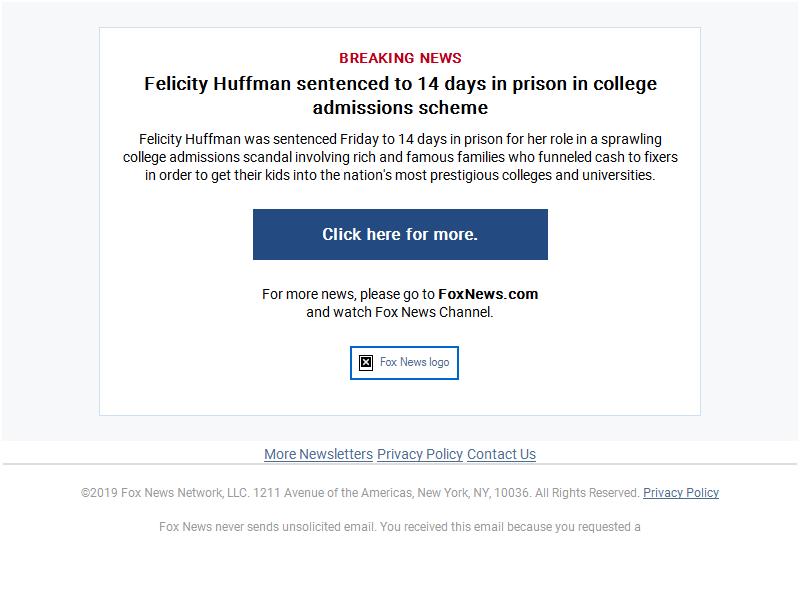 BREAKING NEWS
Felicity Huffman sentenced to 14 days in prison in college
admissions scheme
Felicity Huffman was sentenced Friday to 14 days in prison for her role in a sprawling
college admissions scandal involving rich and famous families who funneled cash to fixers
in order to get their kids into the nation's most prestigious colleges and universities.
Click here for more.
For more news, please go to FoxNews.com
and watch Fox News Channel.
Fox News logo
More Newsletters Privacy Policy Contact Us
©2019 Fox News Network, LLC. 1211 Avenue of the Americas, New York, NY, 10036. All Rights Reserved. Privacy Policy
Fox News never sends unsolicited email. You received this email because you requested a